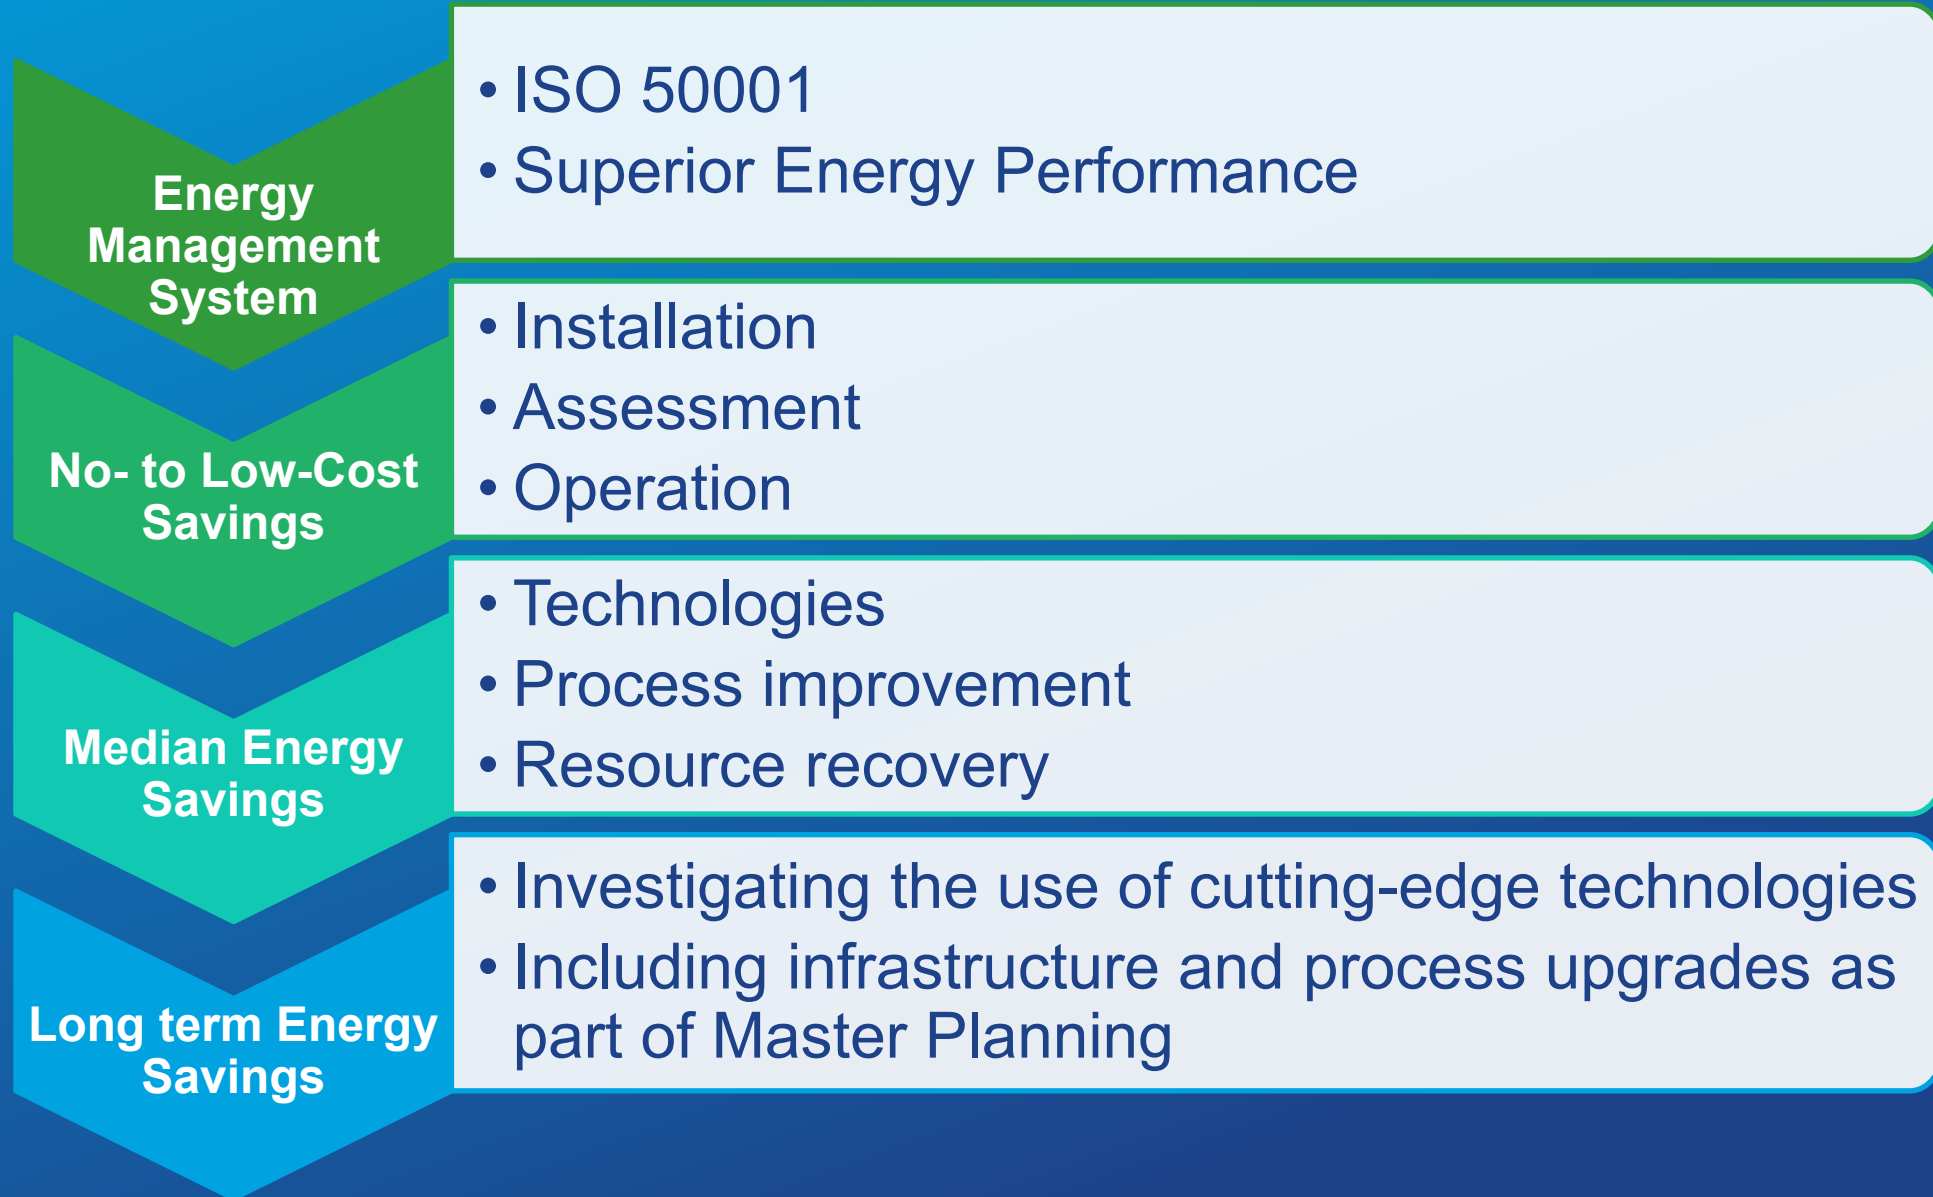 Energy
Management
System
• ISO 50001
• Superior Energy Performance
No- to Low-Cost
Savings
• Installation
• Assessment
• Operation
Median Energy
Savings
• Technologies
• Process improvement
• Resource recovery
Long term Energy
Savings
• Investigating the use of cutting-edge technologies
• Including infrastructure and process upgrades as
part of Master Planning